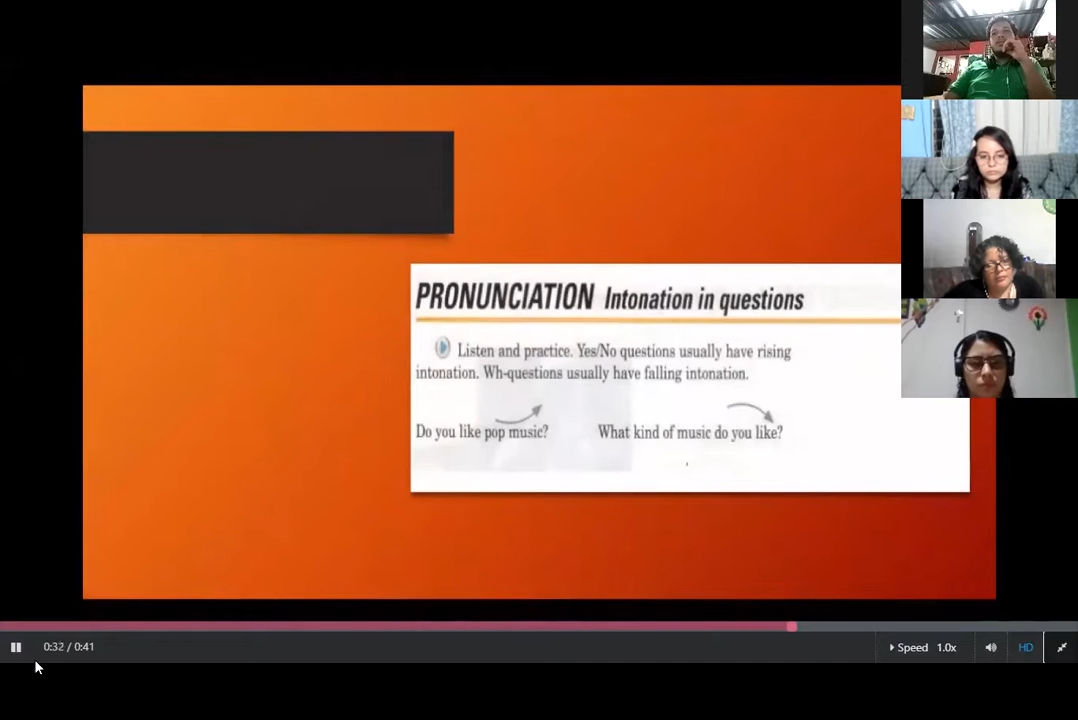 PRONUNCIATION Intonation in questions
Listen and practice. Yes/No questions usually have rising
intonation. Wh-questions usually have falling intonation.
Do you like pop music? What kind of music do you like?
0:32 / 0:41
Speed 1.0x HD